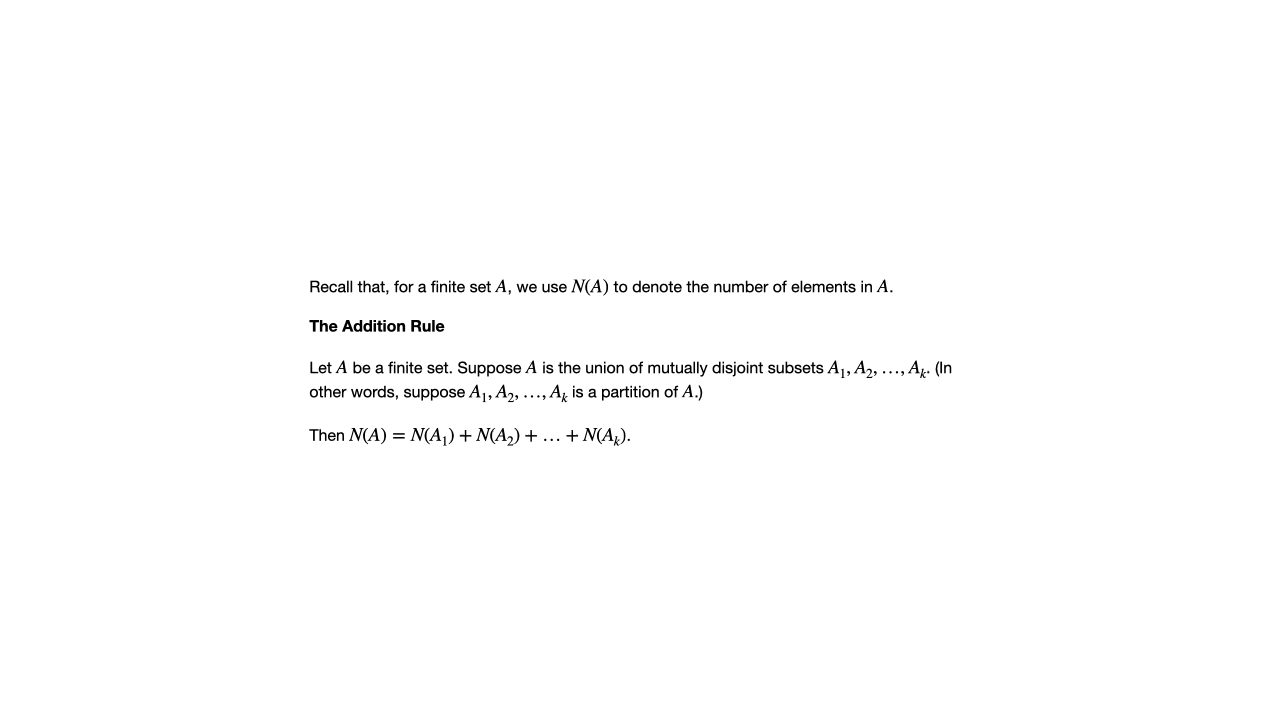 Recall that, for a finite set A, we use N(A) to denote the number of elements in A.
The Addition Rule
Let A be a finite set. Suppose A is the union of mutually disjoint subsets A₁, A₂, …, Aₖ. (In
other words, suppose A₁, A₂, …, Aₖ is a partition of A.)
Then N(A) = N(A₁) + N(A₂) + … + N(Aₖ).